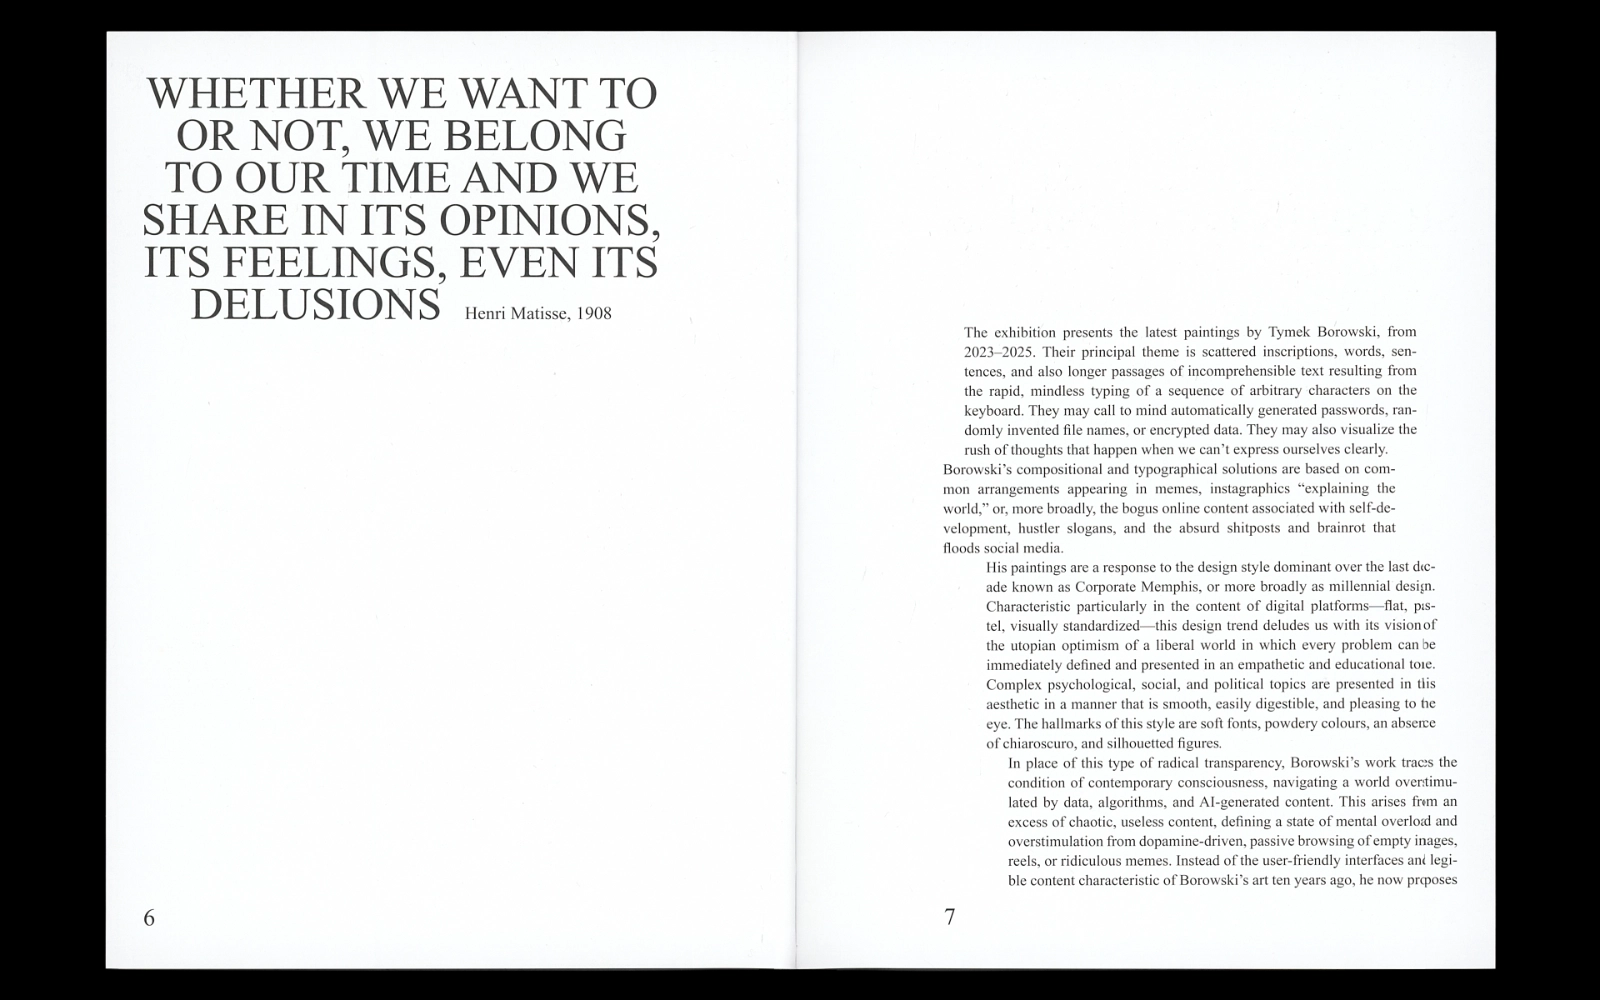 WHETHER WE WANT TO
OR NOT, WE BELONG
TO OUR TIME AND WE
SHARE IN ITS OPINIONS,
ITS FEELINGS, EVEN ITS
DELUSIONS Henri Matisse, 1908
6
The exhibition presents the latest paintings by Tymek Borowski, from
2023–2025. Their principal theme is scattered inscriptions, words, sen-
tences, and also longer passages of incomprehensible text resulting from
the rapid, mindless typing of a sequence of arbitrary characters on the
keyboard. They may call to mind automatically generated passwords, ran-
domly invented file names, or encrypted data. They may also visualize the
rush of thoughts that happen when we can’t express ourselves clearly.
Borowski’s compositional and typographical solutions are based on com-
mon arrangements appearing in memes, instagraphics “explaining the
world,” or, more broadly, the bogus online content associated with self-de-
velopment, hustler slogans, and the absurd shitposts and brainrot that
floods social media.
His paintings are a response to the design style dominant over the last dec-
ade known as Corporate Memphis, or more broadly as millennial design.
Characteristic particularly in the content of digital platforms—flat, pas-
tel, visually standardized—this design trend deludes us with its vision of
the utopian optimism of a liberal world in which every problem can be
immediately defined and presented in an empathetic and educational tone.
Complex psychological, social, and political topics are presented in this
aesthetic in a manner that is smooth, easily digestible, and pleasing to the
eye. The hallmarks of this style are soft fonts, powdery colours, an absence
of chiaroscuro, and silhouetted figures.
In place of this type of radical transparency, Borowski’s work traces the
condition of contemporary consciousness, navigating a world overstimu-
lated by data, algorithms, and AI-generated content. This arises from an
excess of chaotic, useless content, defining a state of mental overload and
overstimulation from dopamine-driven, passive browsing of empty images,
reels, or ridiculous memes. Instead of the user-friendly interfaces and legi-
ble content characteristic of Borowski’s art ten years ago, he now proposes
7